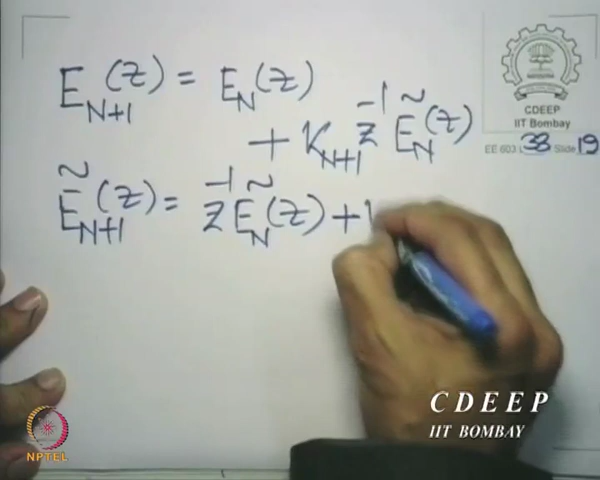 E_{N+1}(z) = E_N(z)
+ K_{N+1} z^{-1} Ẽ_N(z)
Ẽ_{N+1}(z) = z^{-1} Ẽ_N(z) +
CDEEP
IIT Bombay
EE 603 L 38 Slide 19
CDEEP
IIT BOMBAY
NPTEL